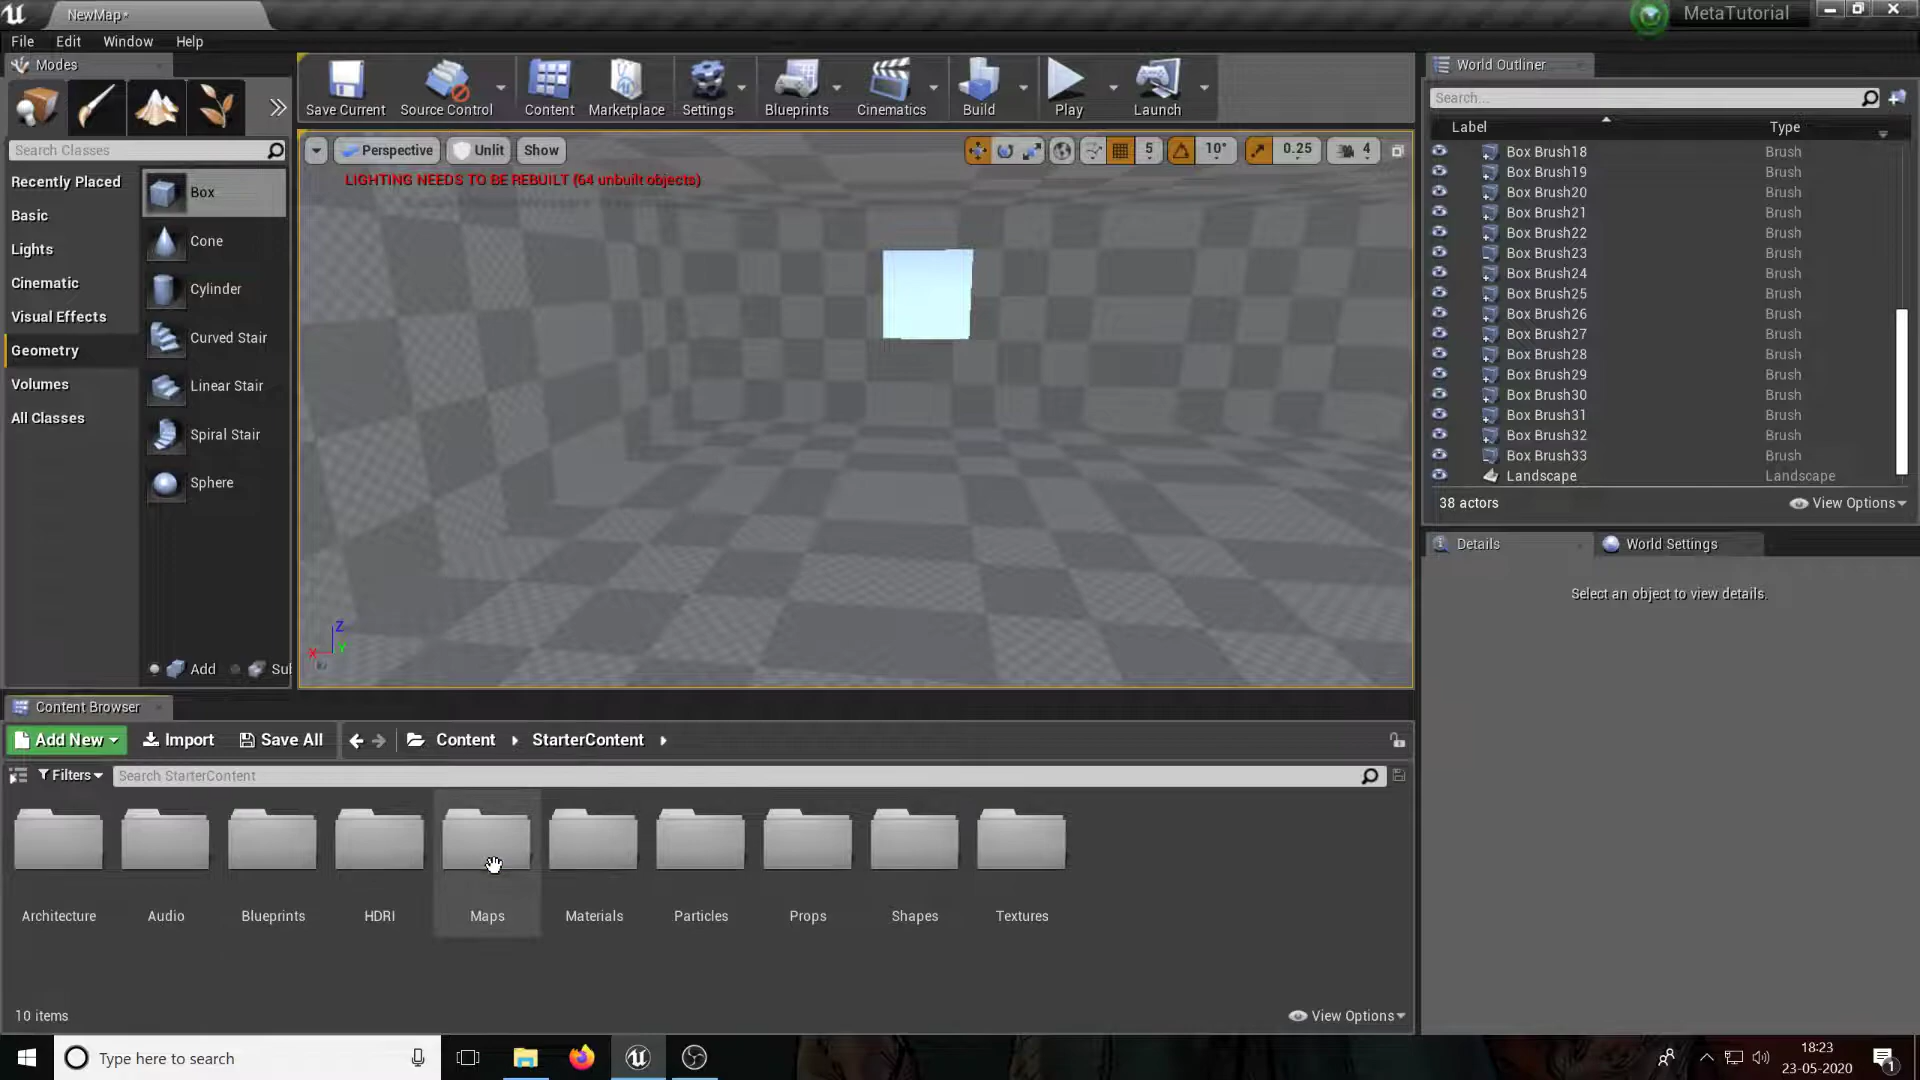 NewMap*
MetaTutorial
File Edit Window Help
Modes
Search Classes
Recently Placed
Basic
Lights
Cinematic
Visual Effects
Geometry
Volumes
All Classes
Box
Cone
Cylinder
Curved Stair
Linear Stair
Spiral Stair
Sphere
Add Su
Save Current Source Control Content Marketplace Settings Blueprints Cinematics Build Play Launch
Perspective Unlit Show 5 10° 0.25 4
LIGHTING NEEDS TO BE REBUILT (64 unbuilt objects)
Z
X Y
World Outliner
Search...
Label Type
Box Brush18 Brush
Box Brush19 Brush
Box Brush20 Brush
Box Brush21 Brush
Box Brush22 Brush
Box Brush23 Brush
Box Brush24 Brush
Box Brush25 Brush
Box Brush26 Brush
Box Brush27 Brush
Box Brush28 Brush
Box Brush29 Brush
Box Brush30 Brush
Box Brush31 Brush
Box Brush32 Brush
Box Brush33 Brush
Landscape Landscape
38 actors View Options
Details World Settings
Select an object to view details.
Content Browser
Add New Import Save All Content StarterContent
Filters Search StarterContent
Architecture Audio Blueprints HDRI Maps Materials Particles Props Shapes Textures
10 items View Options
Type here to search
18:23
23-05-2020
1